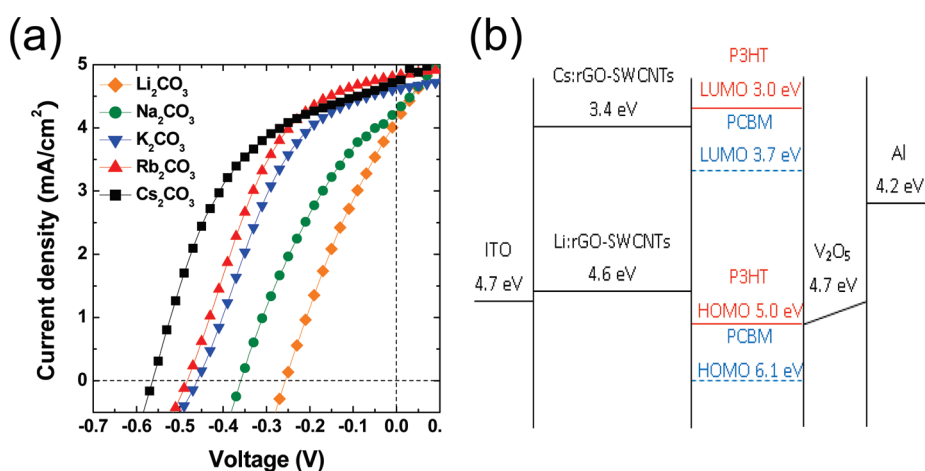 (a)
Current density (mA/cm²)
5
4
3
2
1
0
Li₂CO₃
Na₂CO₃
K₂CO₃
Rb₂CO₃
Cs₂CO₃
-0.7 -0.6 -0.5 -0.4 -0.3 -0.2 -0.1 0.0 0.
Voltage (V)
(b)
Cs:rGO-SWCNTs
3.4 eV
P3HT
LUMO 3.0 eV
PCBM
LUMO 3.7 eV
Al
4.2 eV
ITO
4.7 eV
Li:rGO-SWCNTs
4.6 eV
P3HT
HOMO 5.0 eV
PCBM
HOMO 6.1 eV
V₂O₅
4.7 eV